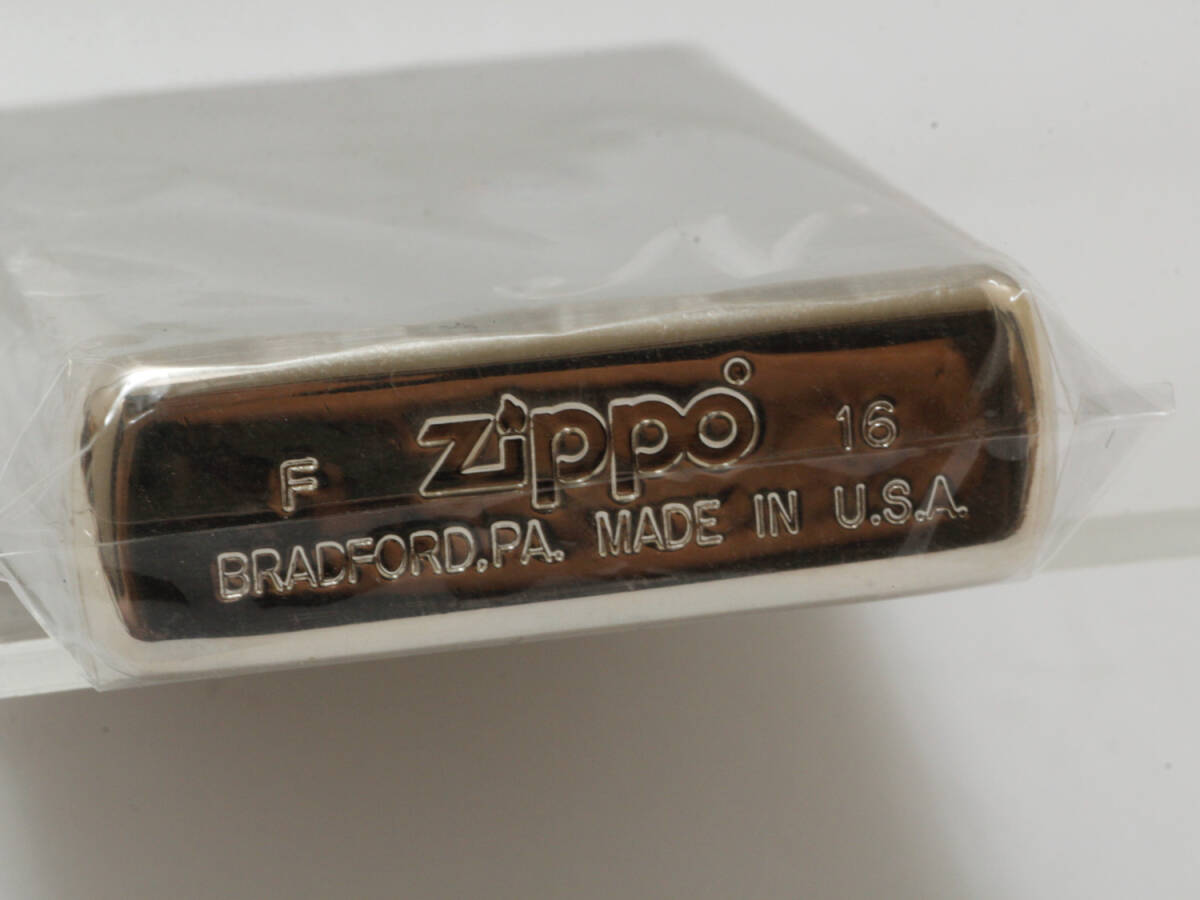 F Zippo 16
BRADFORD,PA. MADE IN U.S.A.